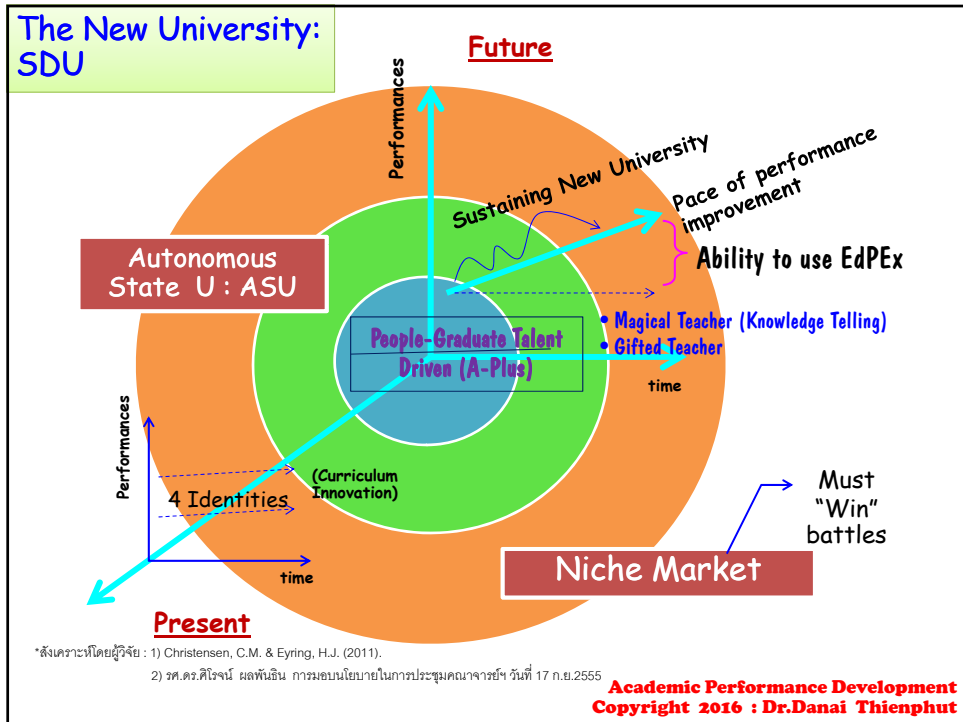 The New University:
SDU
Future
Performances
Sustaining New University
Pace of performance
improvement
Autonomous
State U : ASU
Ability to use EdPEx
People-Graduate Talent
Driven (A-Plus)
• Magical Teacher (Knowledge Telling)
• Gifted Teacher
time
Performances
(Curriculum
Innovation)
4 Identities
time
Must
“Win”
battles
Niche Market
Present
*สังเคราะห์โดยผู้วิจัย : 1) Christensen, C.M. & Eyring, H.J. (2011).
2) รศ.ดร.ศิโรจน์ ผลพันธิน การมอบนโยบายในการประชุมคณาจารย์ฯ วันที่ 17 ก.ย.2555
Academic Performance Development
Copyright 2016 : Dr.Danai Thienphut